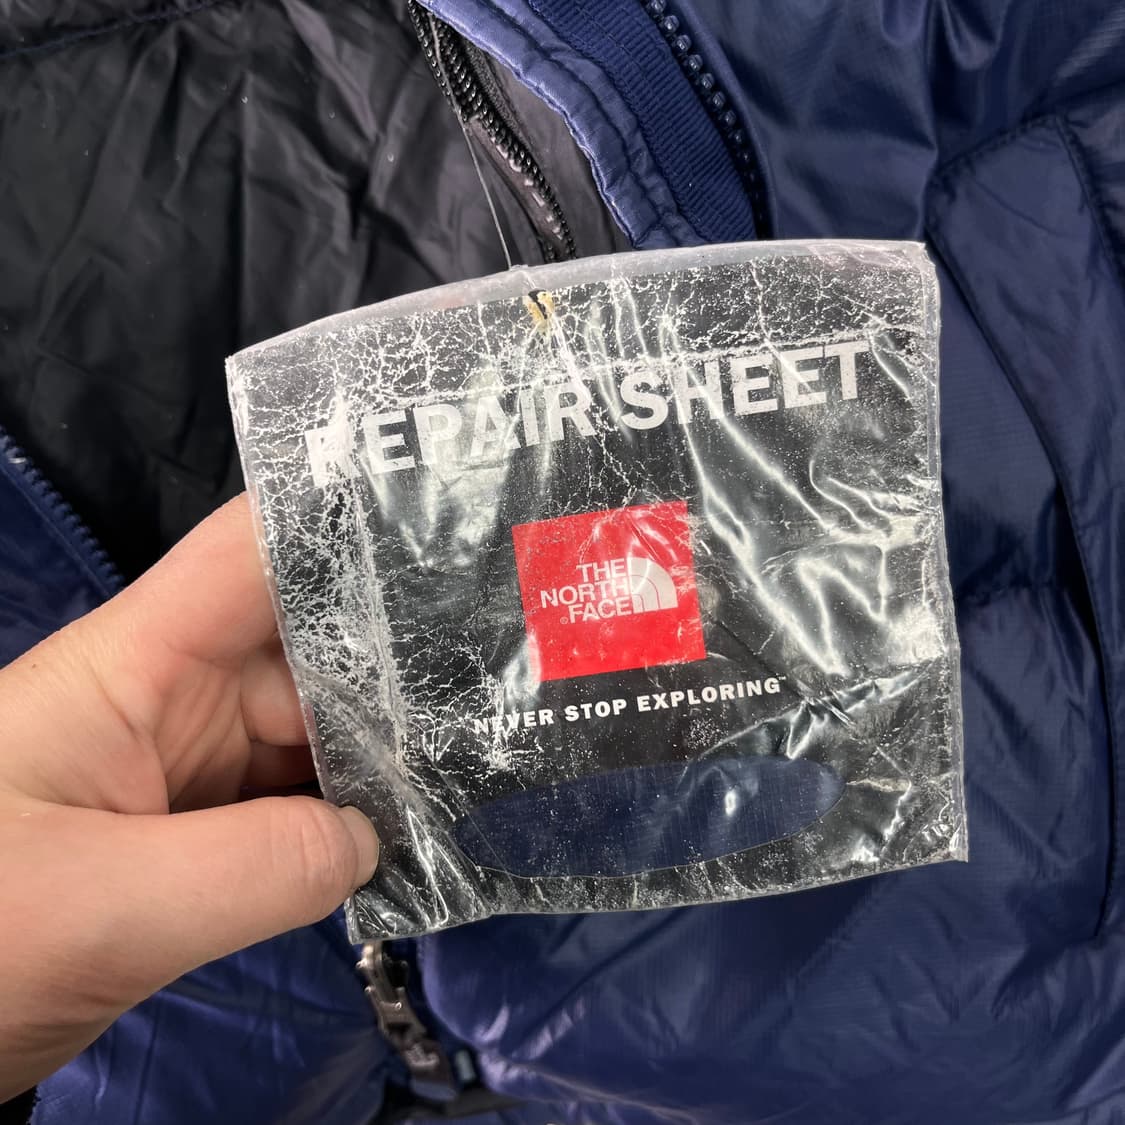 REPAIR SHEET
THE
NORTH
FACE®
NEVER STOP EXPLORING™